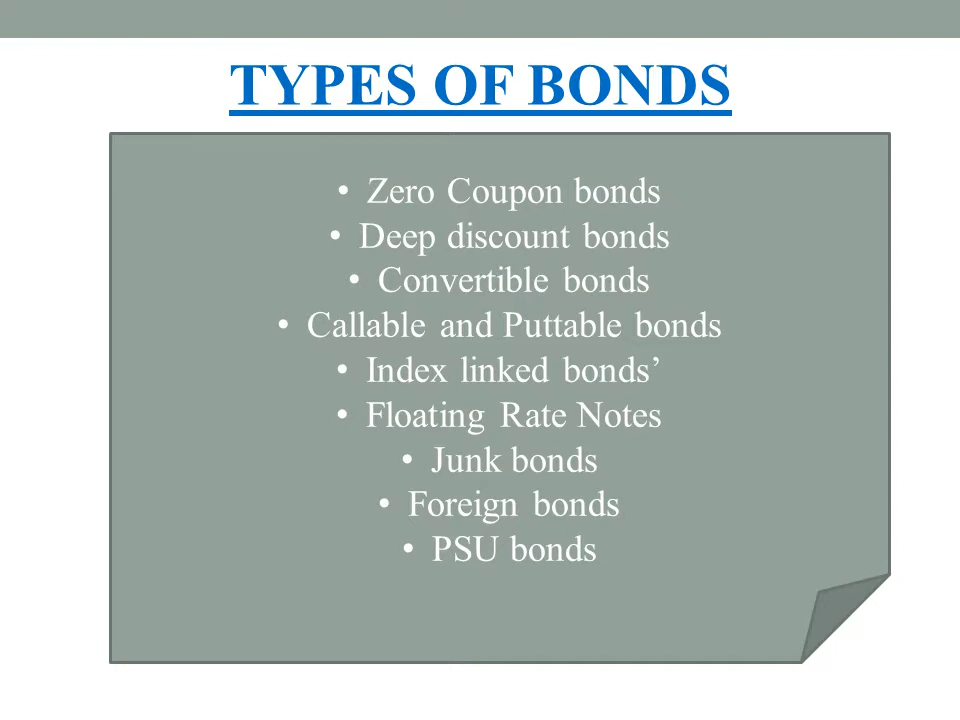 TYPES OF BONDS
• Zero Coupon bonds
• Deep discount bonds
• Convertible bonds
• Callable and Puttable bonds
• Index linked bonds’
• Floating Rate Notes
• Junk bonds
• Foreign bonds
• PSU bonds